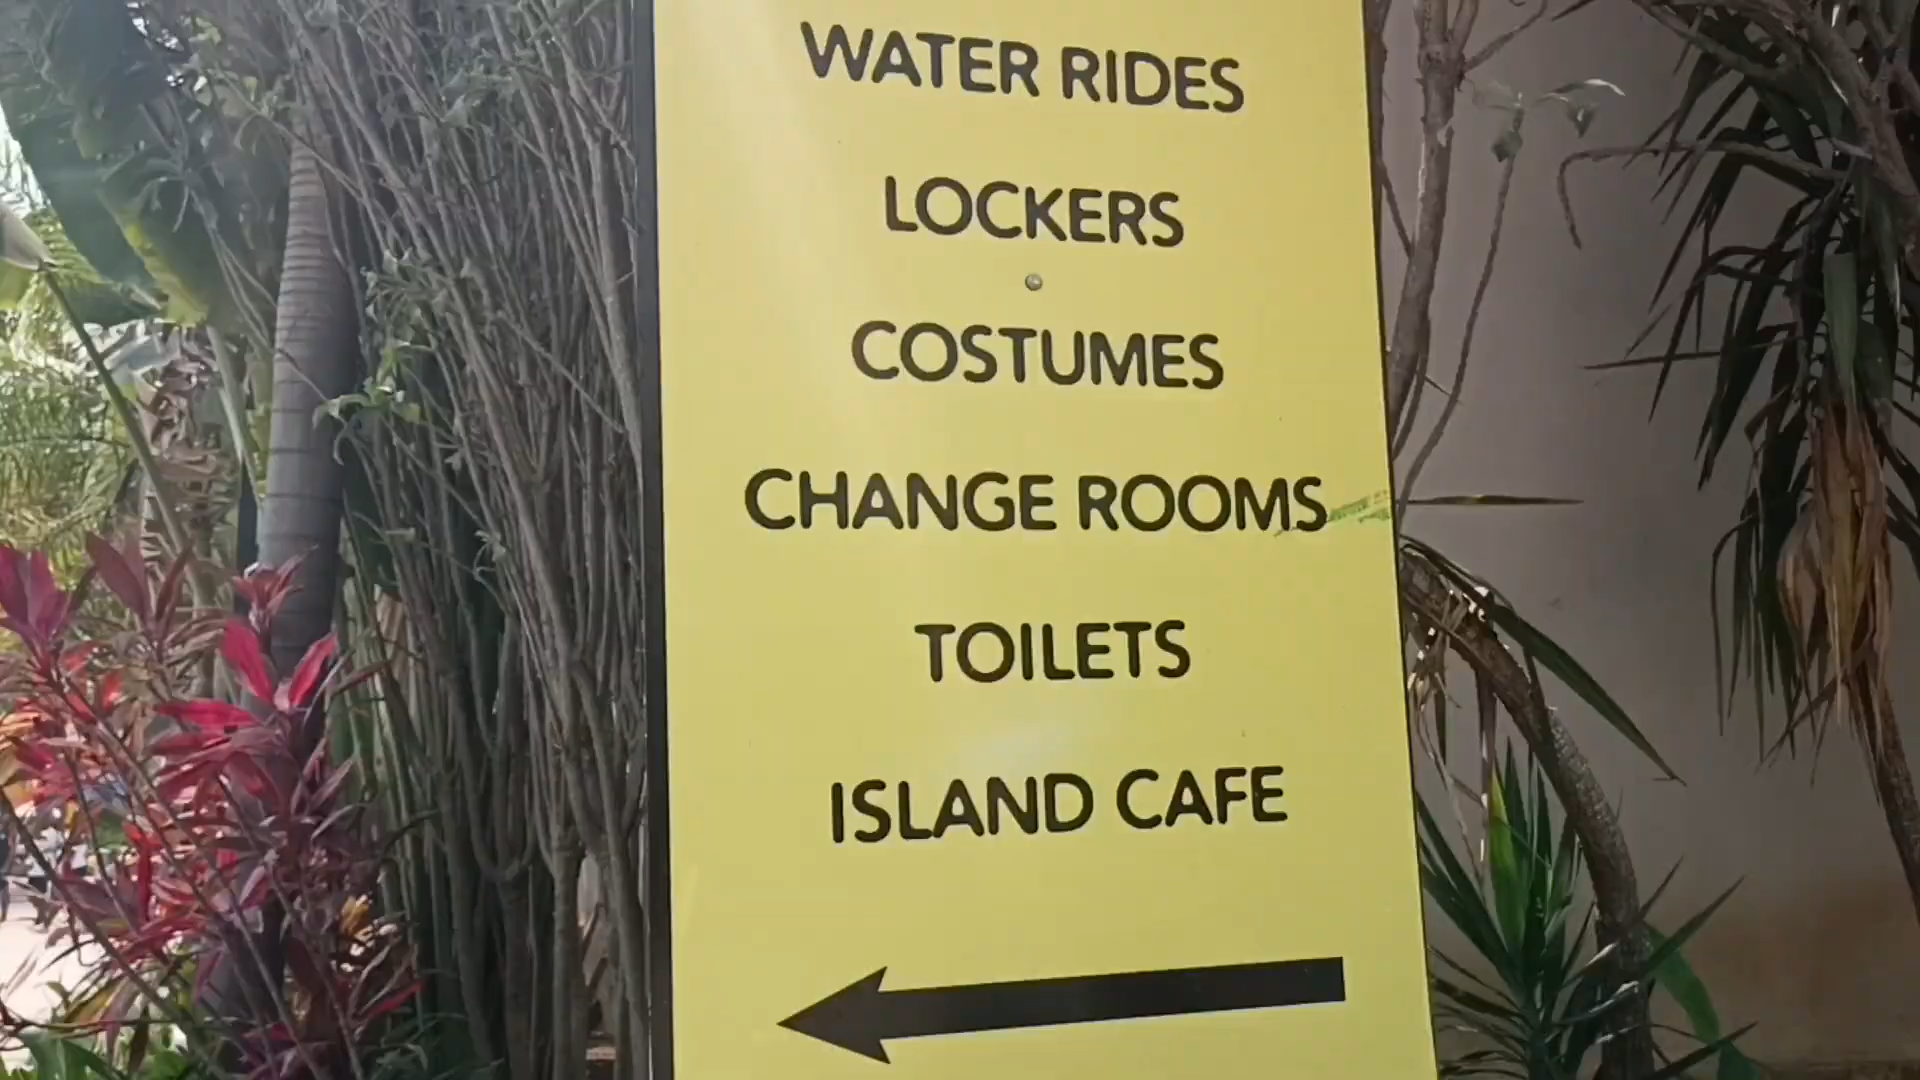 WATER RIDES
LOCKERS
COSTUMES
CHANGE ROOMS
TOILETS
ISLAND CAFE